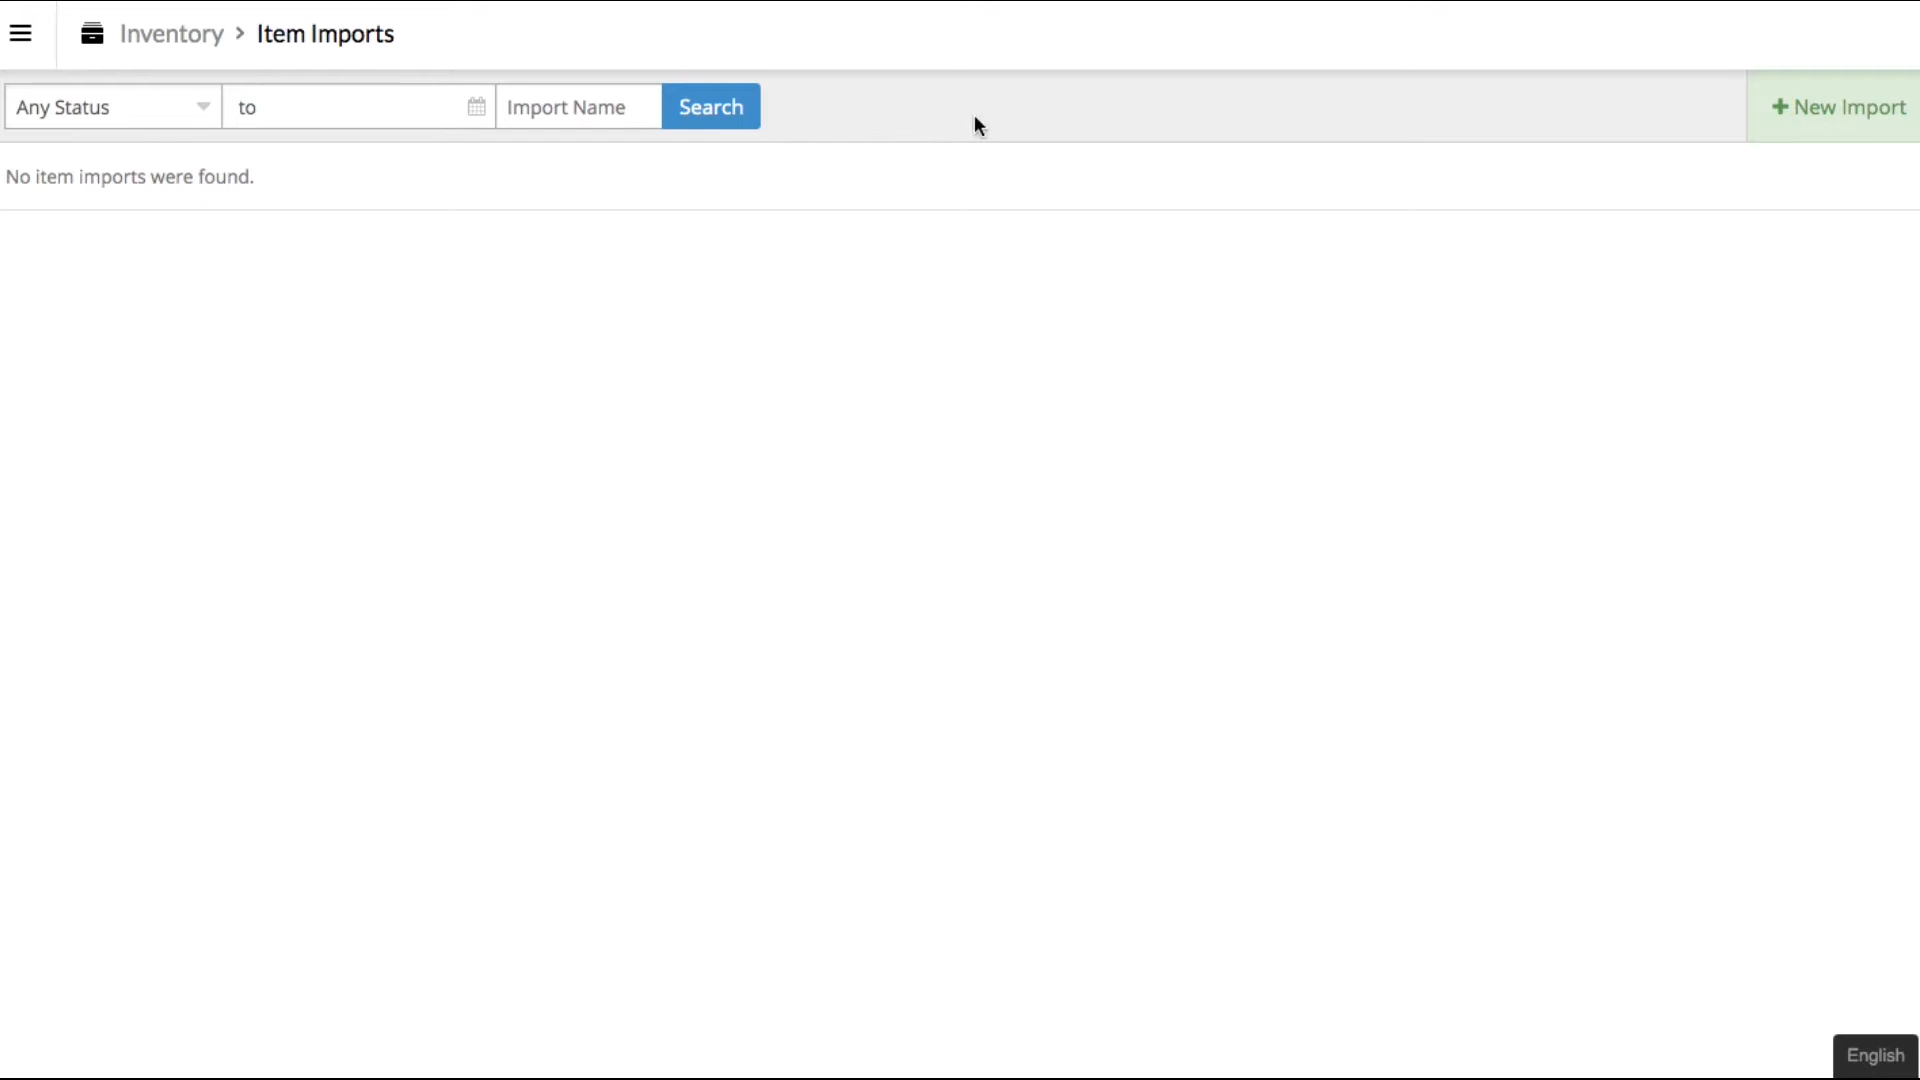 Inventory > Item Imports
Any Status to Import Name Search + New Import
No item imports were found.
English